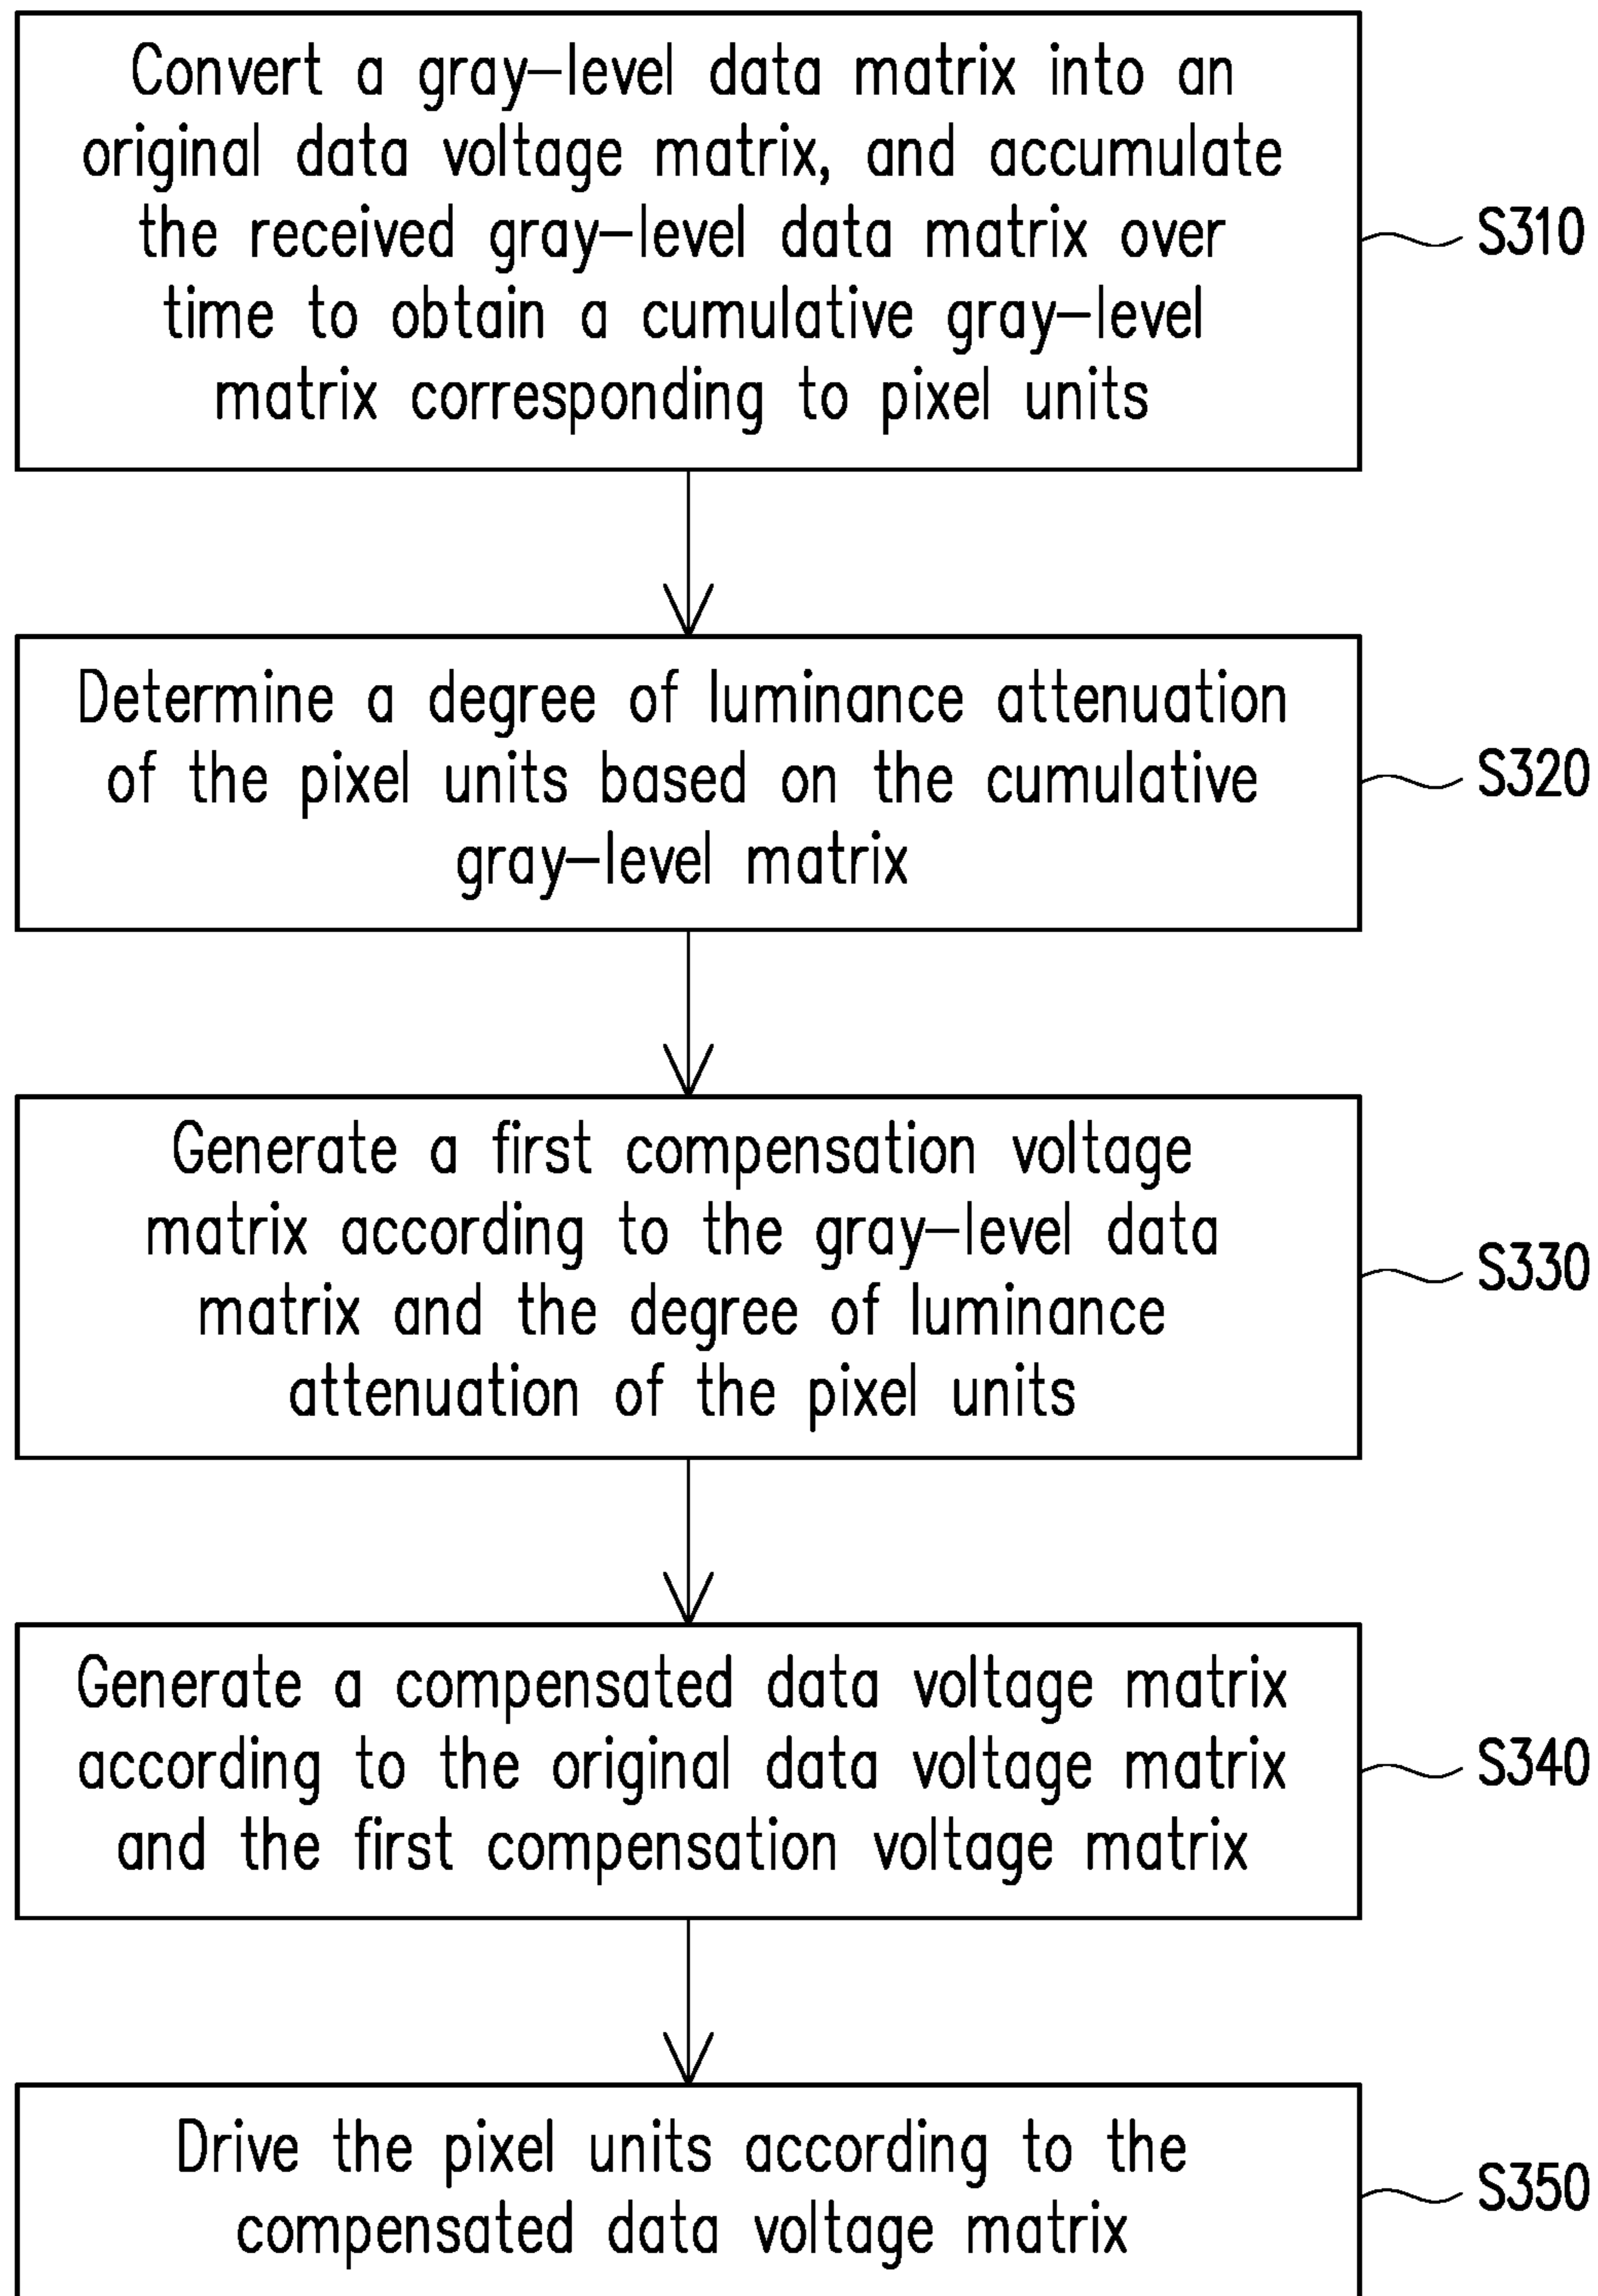 Convert a gray-level data matrix into an
original data voltage matrix, and accumulate
the received gray-level data matrix over
time to obtain a cumulative gray-level
matrix corresponding to pixel units
S310
Determine a degree of luminance attenuation
of the pixel units based on the cumulative
gray-level matrix
S320
Generate a first compensation voltage
matrix according to the gray-level data
matrix and the degree of luminance
attenuation of the pixel units
S330
Generate a compensated data voltage matrix
according to the original data voltage matrix
and the first compensation voltage matrix
S340
Drive the pixel units according to the
compensated data voltage matrix
S350